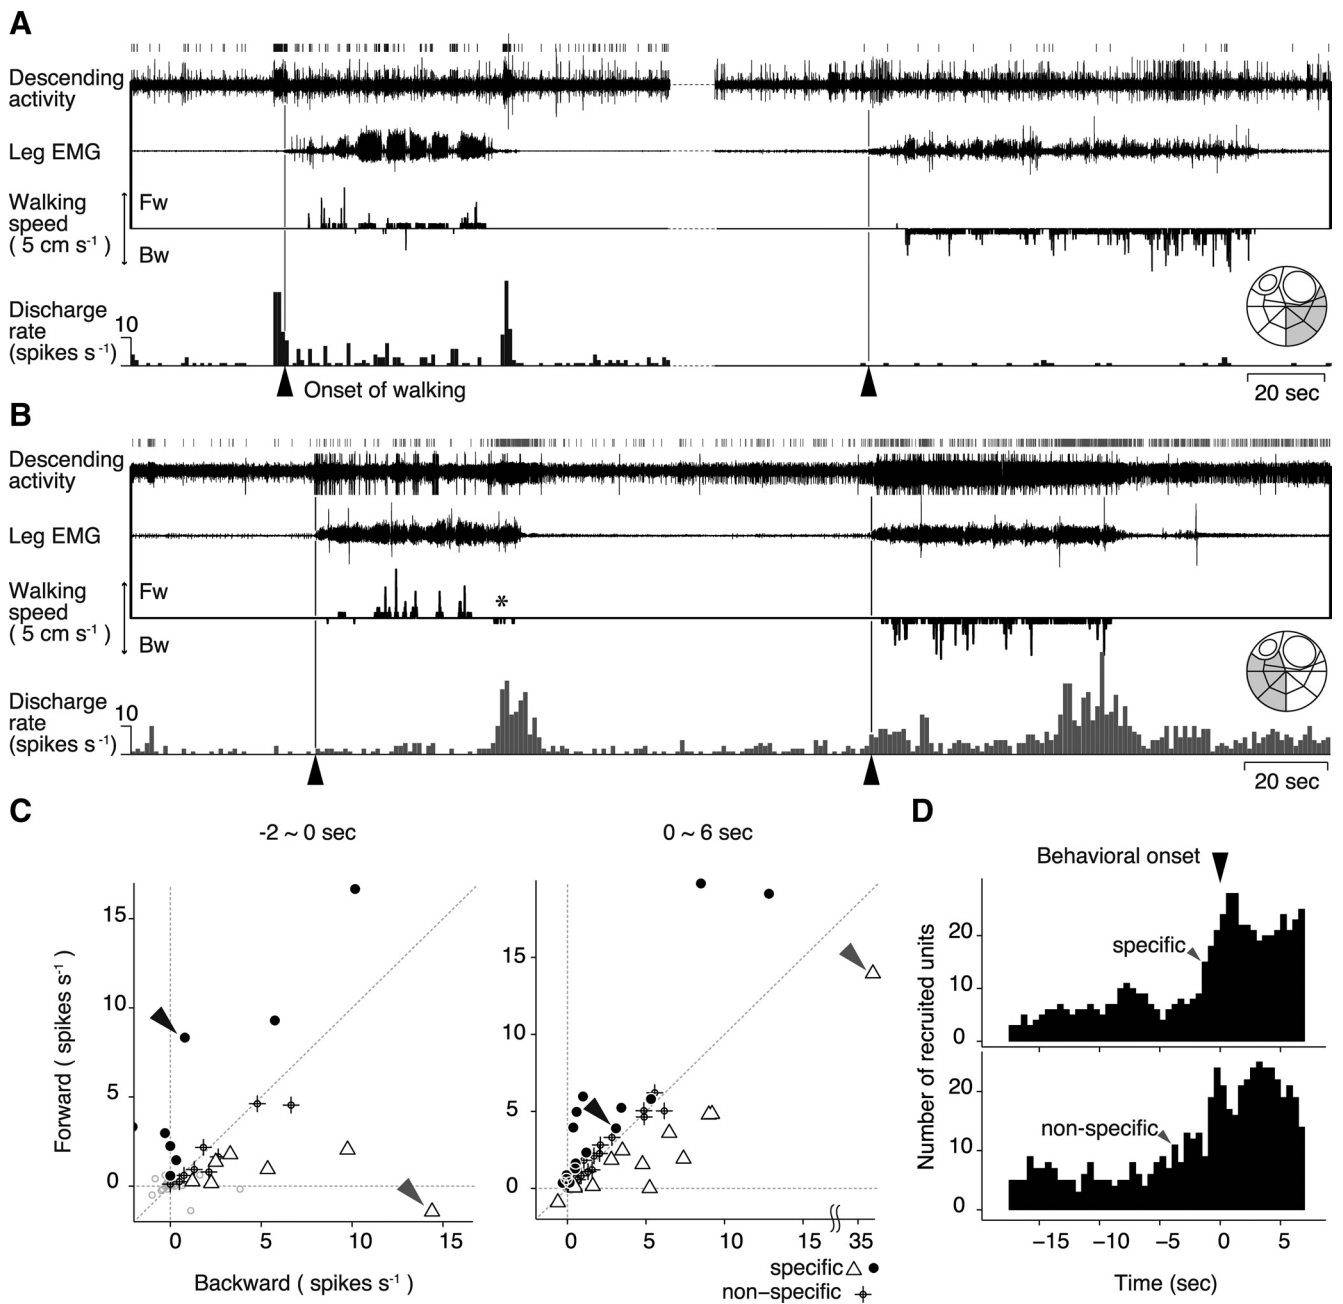 A
Descending
activity
Leg EMG
Walking
speed
( 5 cm s-1 )
Fw
Bw
Discharge
rate
(spikes s-1)
10
Onset of walking
20 sec
B
Descending
activity
Leg EMG
Walking
speed
( 5 cm s-1 )
Fw
*
Bw
Discharge
rate
(spikes s-1)
10
20 sec
C
-2 ~ 0 sec
Forward ( spikes s-1 )
15
10
5
0
0 5 10 15
Backward ( spikes s-1 )
0 ~ 6 sec
15
10
5
0
0 5 10 15 35
specific △ ●
non−specific
D
Behavioral onset
Number of recruited units
specific
20
10
0
non-specific
20
10
0
−15 −10 −5 0 5
Time (sec)